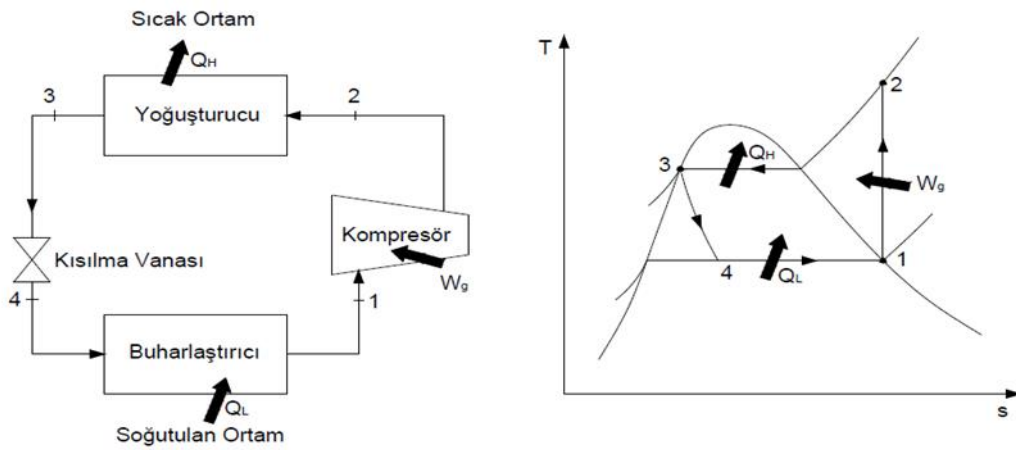 Sıcak Ortam
QH
3
2
Yoğuşturucu
Kompresör
Wg
Kısılma Vanası
4
1
Buharlaştırıcı
QL
Soğutulan Ortam
T
2
3
QH
Wg
4
QL
1
s